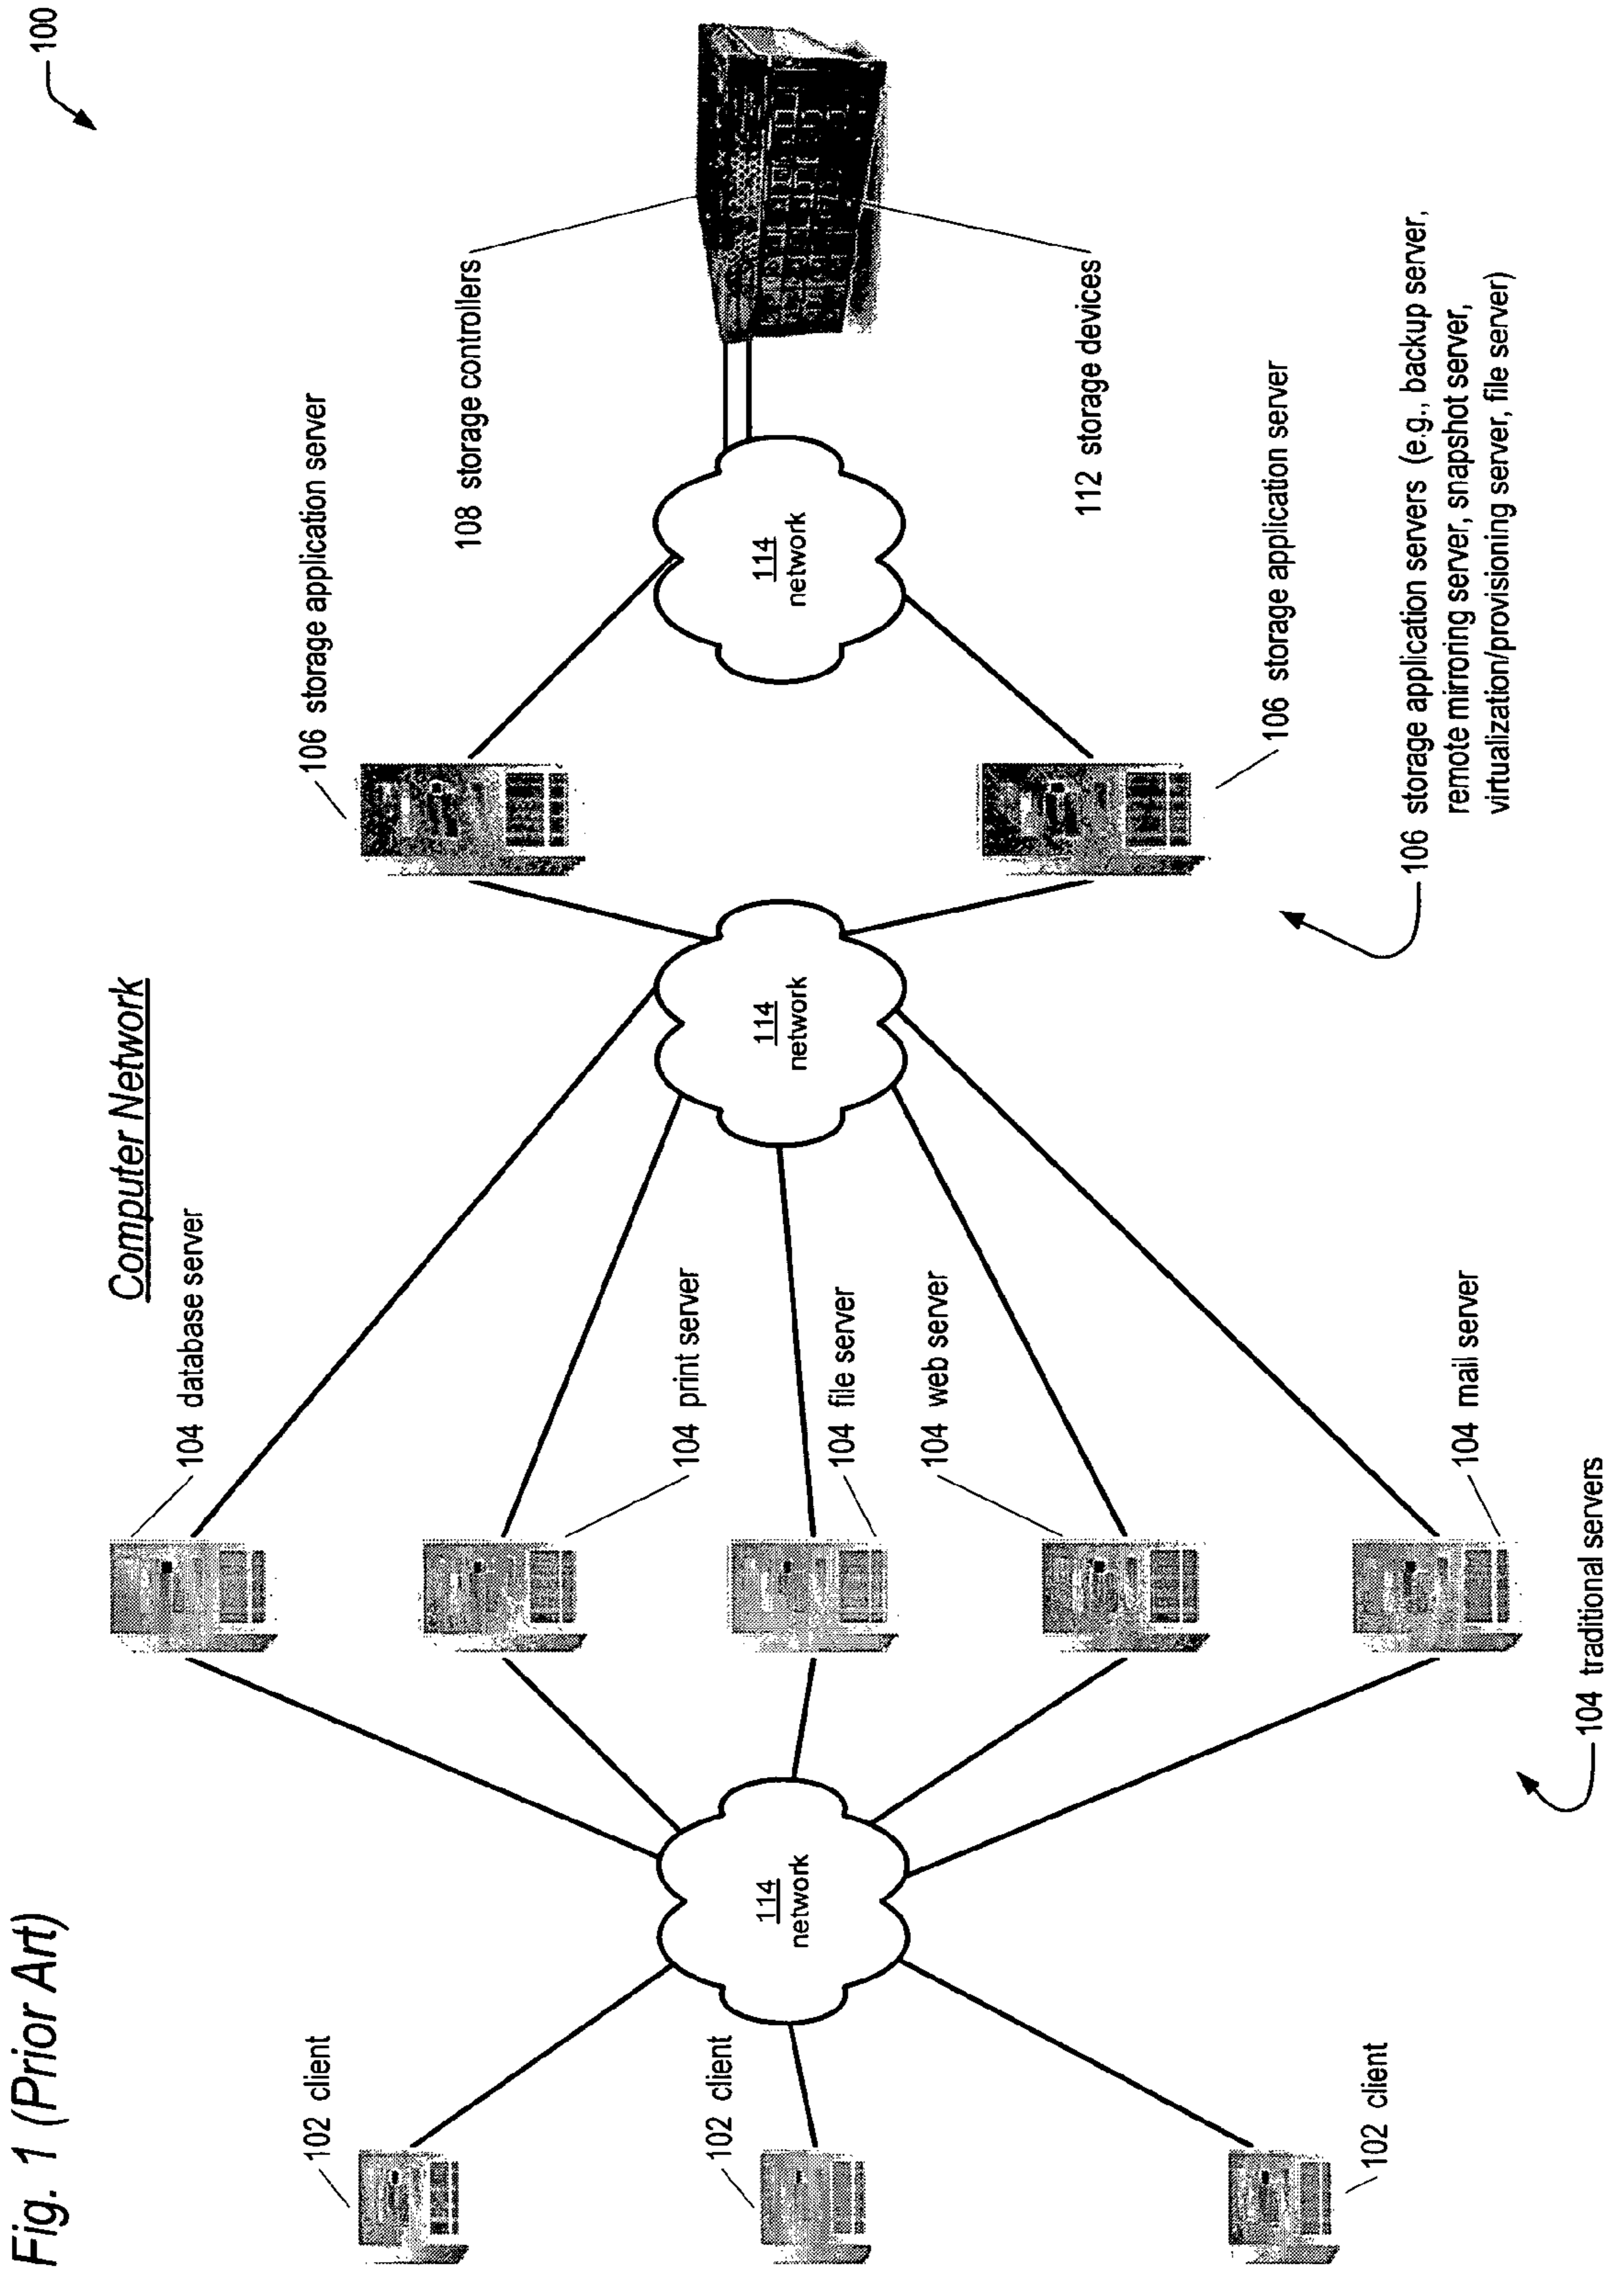 Fig. 1 (Prior Art)
Computer Network
100
102 client
102 client
102 client
114
network
104 database server
104 print server
104 file server
104 web server
104 mail server
104 traditional servers
114
network
106 storage application server
106 storage application server
106 storage application servers (e.g., backup server,
remote mirroring server, snapshot server,
virtualization/provisioning server, file server)
114
network
108 storage controllers
112 storage devices